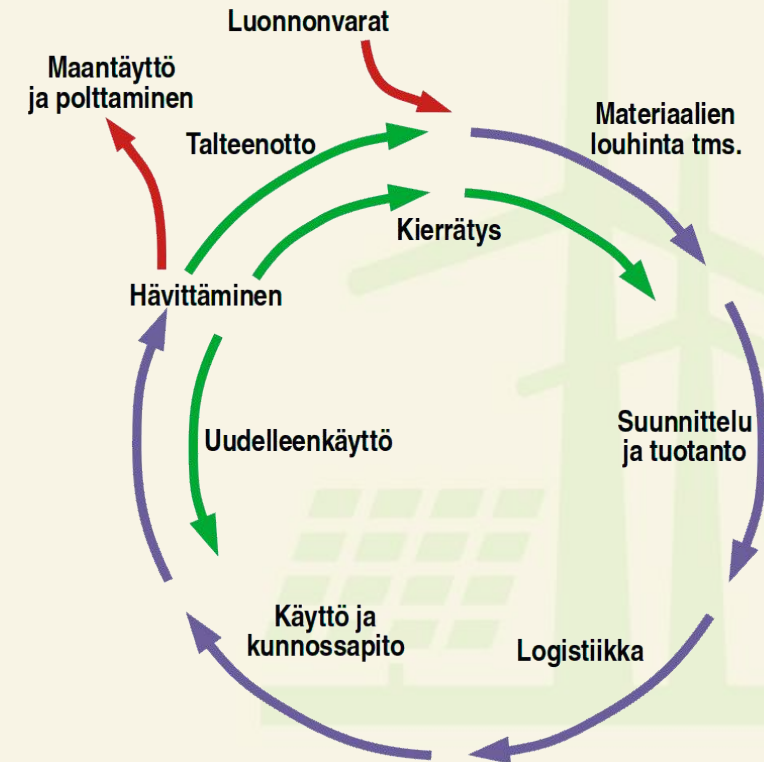 Luonnonvarat
Maantäyttö
ja polttaminen
Talteenotto
Materiaalien
louhinta tms.
Kierrätys
Hävittäminen
Uudelleenkäyttö
Suunnittelu
ja tuotanto
Käyttö ja
kunnossapito
Logistiikka